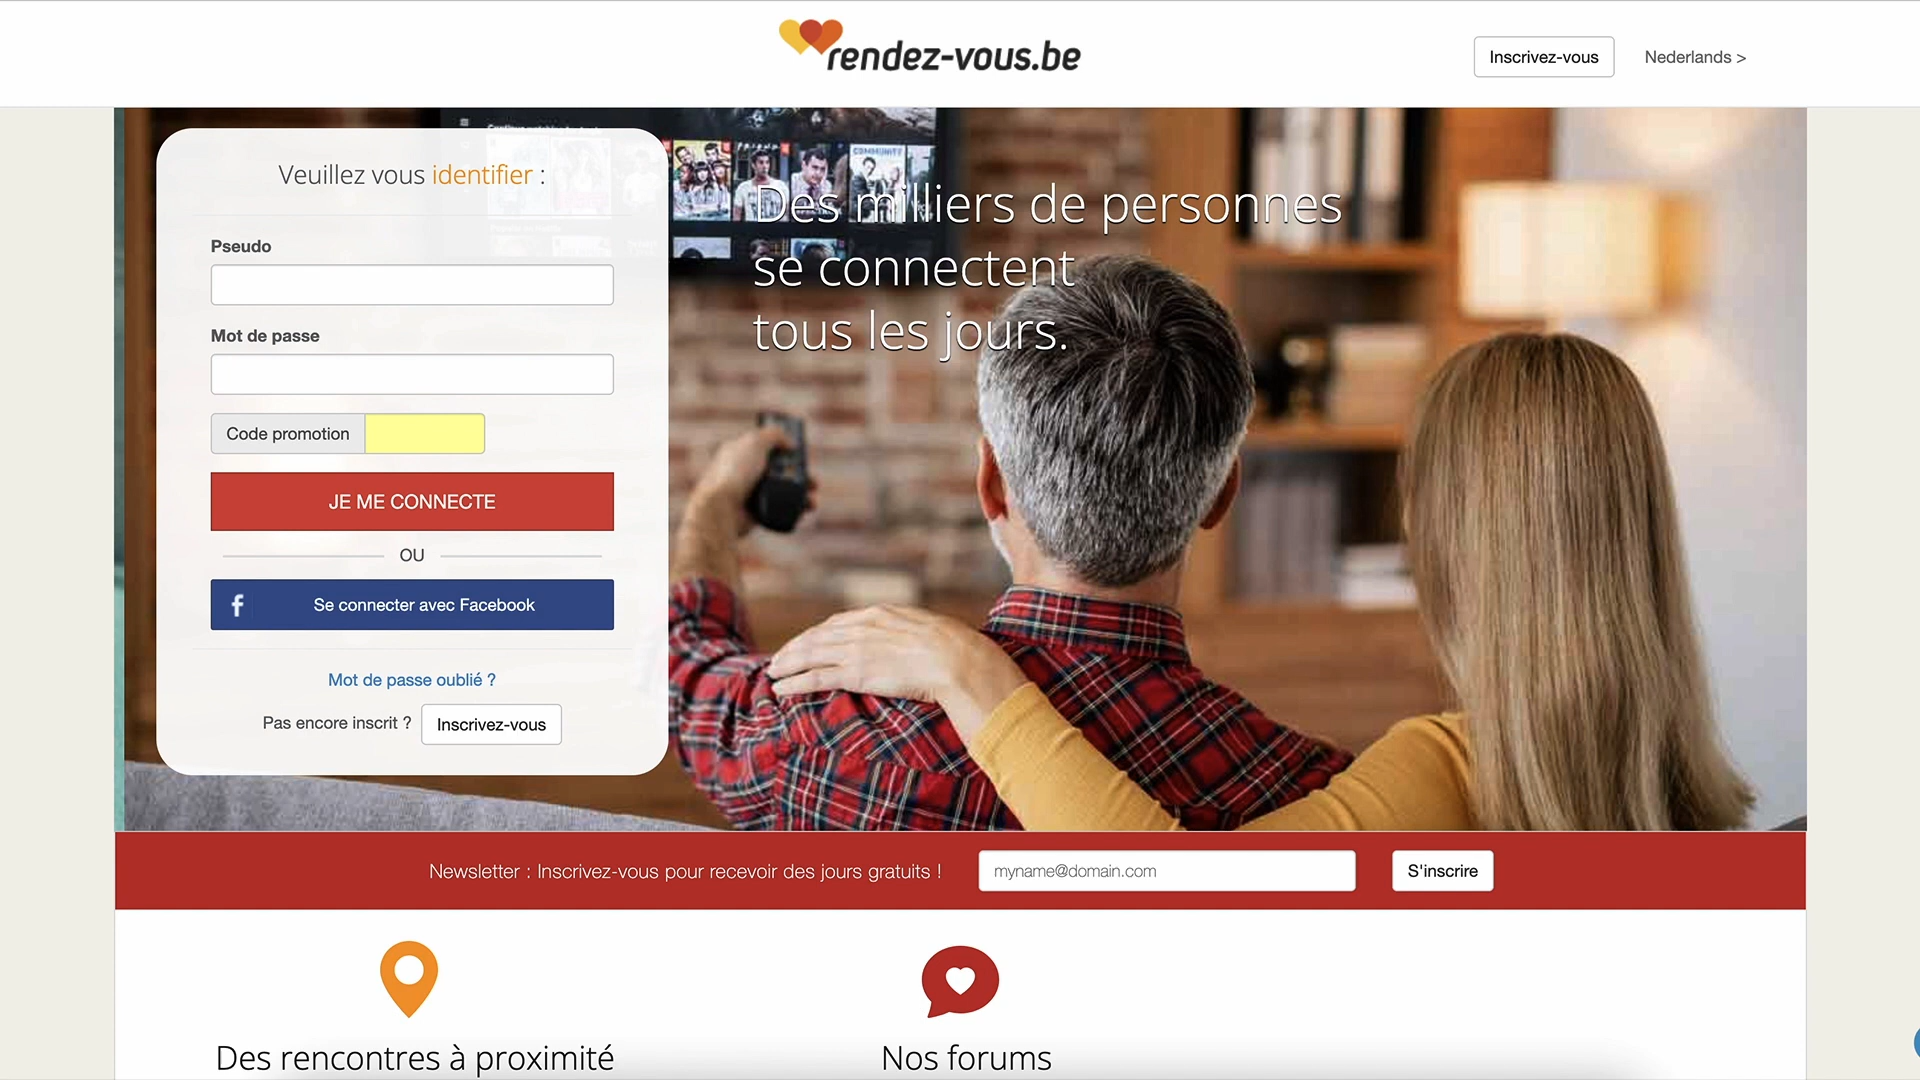 rendez-vous.be
Inscrivez-vous
Nederlands >
Veuillez vous identifier :
Pseudo
Mot de passe
Code promotion
JE ME CONNECTE
OU
Se connecter avec Facebook
Mot de passe oublié ?
Pas encore inscrit ? Inscrivez-vous
COMMUNITY
Des milliers de personnes
se connectent
tous les jours.
Newsletter : Inscrivez-vous pour recevoir des jours gratuits !
myname@domain.com
S'inscrire
Des rencontres à proximité
Nos forums